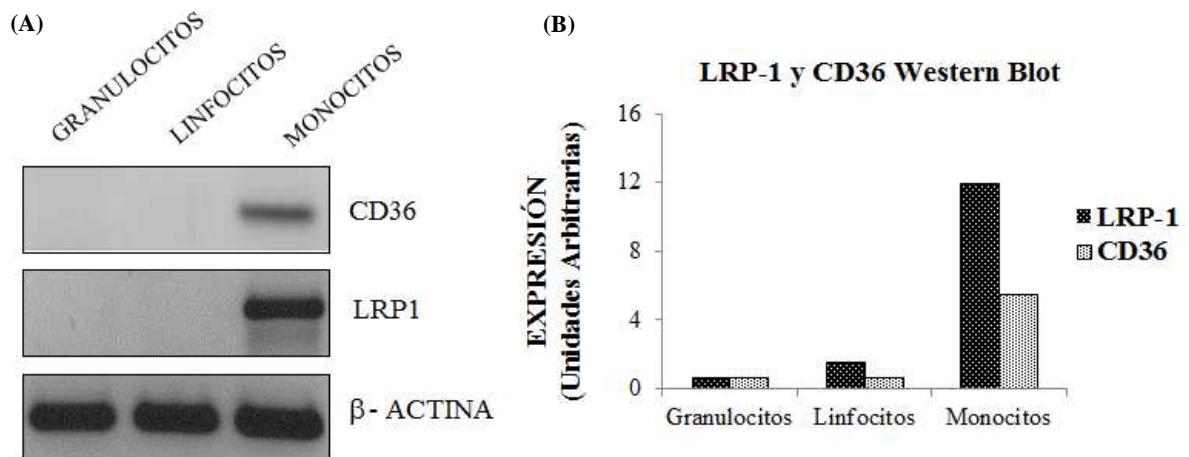 (A)
GRANULOCITOS
LINFOCITOS
MONOCITOS
CD36
LRP1
β - ACTINA
(B)
LRP-1 y CD36 Western Blot
EXPRESIÓN
(Unidades Arbitrarias)
16
12
8
4
0
Granulocitos
Linfocitos
Monocitos
LRP-1
CD36